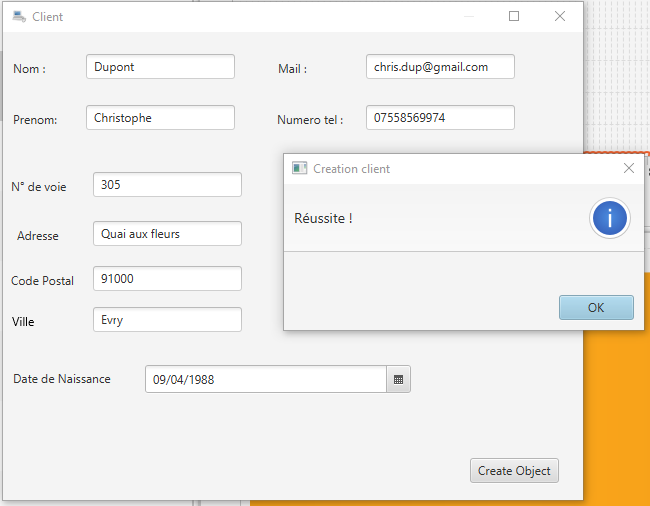 Client
Nom :
Dupont
Mail :
chris.dup@gmail.com
Prenom:
Christophe
Numero tel :
07558569974
Creation client
Réussite !
OK
N° de voie
305
Adresse
Quai aux fleurs
Code Postal
91000
Ville
Evry
Date de Naissance
09/04/1988
Create Object